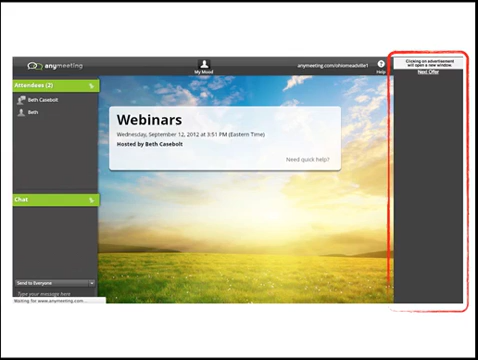 anymeeting
My Mood
anymeeting.com/ohiomeadville1
Help
Clicking on advertisement
will open a new window.
Next Offer
Attendees (2)
Beth Casebolt
Beth
Webinars
Wednesday, September 12, 2012 at 3:51 PM (Eastern Time)
Hosted by Beth Casebolt
Need quick help?
Chat
Send to Everyone
Type your message here
Waiting for www.anymeeting.com...